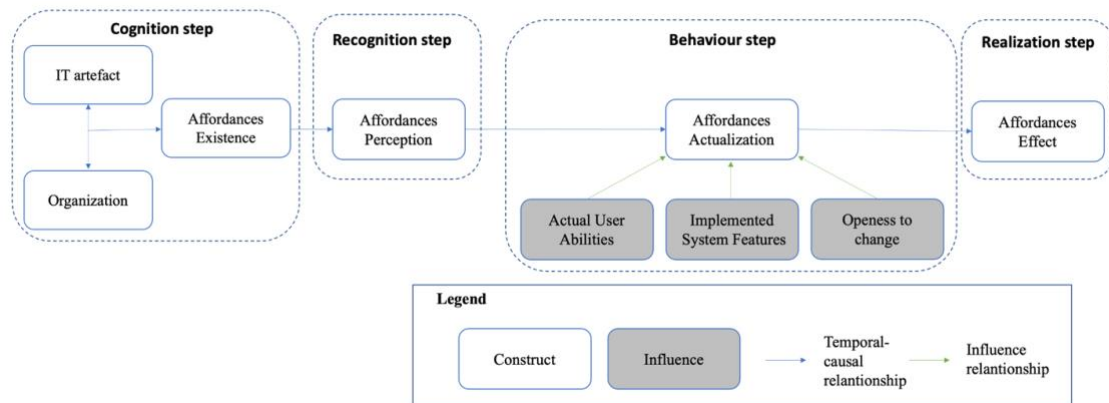 Cognition step
IT artefact
Affordances
Existence
Organization
Recognition step
Affordances
Perception
Behaviour step
Affordances
Actualization
Actual User
Abilities
Implemented
System Features
Openess to
change
Realization step
Affordances
Effect
Legend
Construct
Influence
Temporal-
causal
relantionship
Influence
relantionship